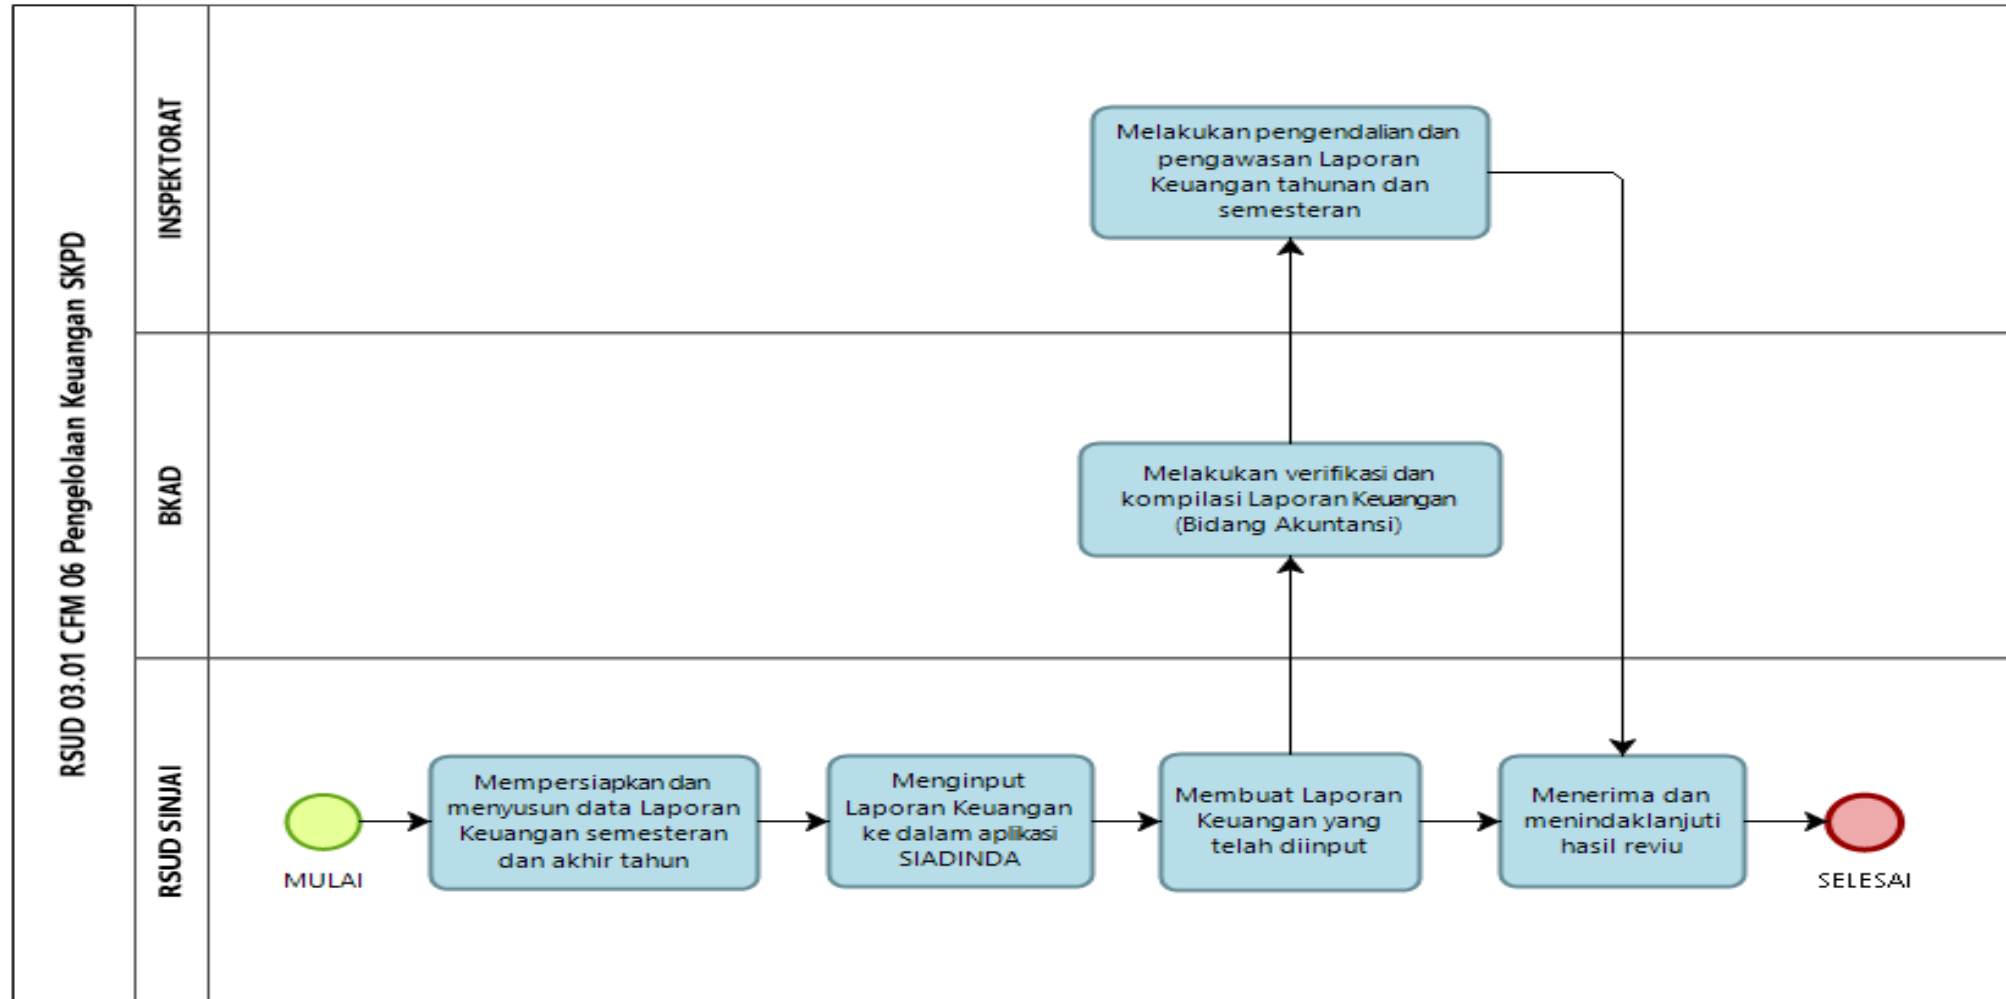 RSUD 03.01 CFM 06 Pengelolaan Keuangan SKPD
INSPEKTORAT
Melakukan pengendalian dan
pengawasan Laporan
Keuangan tahunan dan
semesteran
BKAD
Melakukan verifikasi dan
kompilasi Laporan Keuangan
(Bidang Akuntansi)
RSUD SINJAI
MULAI
Mempersiapkan dan
menyusun data Laporan
Keuangan semesteran
dan akhir tahun
Menginput
Laporan Keuangan
ke dalam aplikasi
SIADINDA
Membuat Laporan
Keuangan yang
telah diinput
Menerima dan
menindaklanjuti
hasil reviu
SELESAI